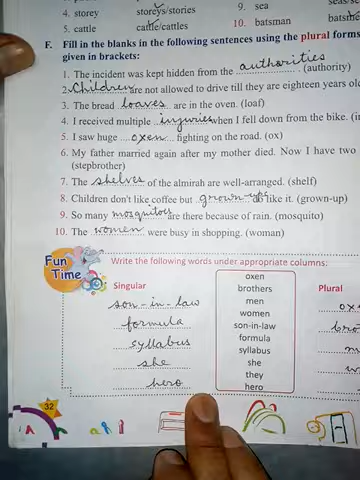 4. storey storeys/stories 9. sea
5. cattle cattle/cattles 10. batsman
F. Fill in the blanks in the following sentences using the plural forms
given in brackets:
1. The incident was kept hidden from the authorities. (authority)
2. Children are not allowed to drive till they are eighteen years old
3. The bread loaves are in the oven. (loaf)
4. I received multiple injuries when I fell down from the bike.
5. I saw huge oxen fighting on the road. (ox)
6. My father married again after my mother died. Now I have two
(stepbrother)
7. The shelves of the almirah are well-arranged. (shelf)
8. Children don't like coffee but do like it. (grown-up)
9. So many mosquitoes are there because of rain. (mosquito)
10. The women were busy in shopping. (woman)
Fun Time
Write the following words under appropriate columns:
Singular
son-in-law
formula
syllabus
she
hero
oxen
brothers
men
women
son-in-law
formula
syllabus
she
they
hero
Plural
32